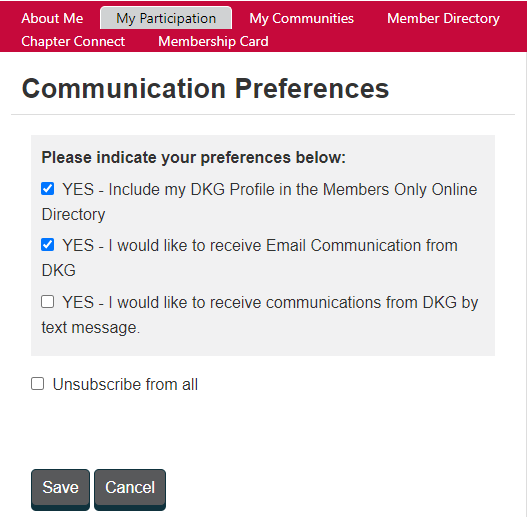 About Me My Participation My Communities Member Directory
Chapter Connect Membership Card
Communication Preferences
Please indicate your preferences below:
YES - Include my DKG Profile in the Members Only Online
Directory
YES - I would like to receive Email Communication from
DKG
YES - I would like to receive communications from DKG by
text message.
Unsubscribe from all
Save Cancel